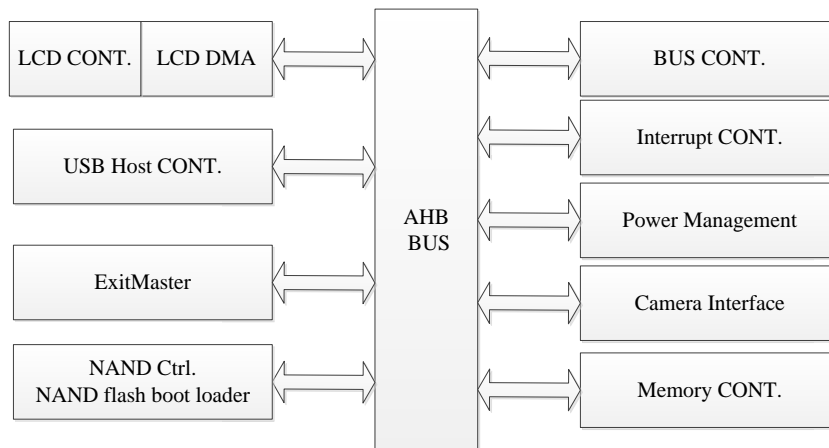 LCD CONT.
LCD DMA
USB Host CONT.
ExitMaster
NAND Ctrl.
NAND flash boot loader
AHB
BUS
BUS CONT.
Interrupt CONT.
Power Management
Camera Interface
Memory CONT.